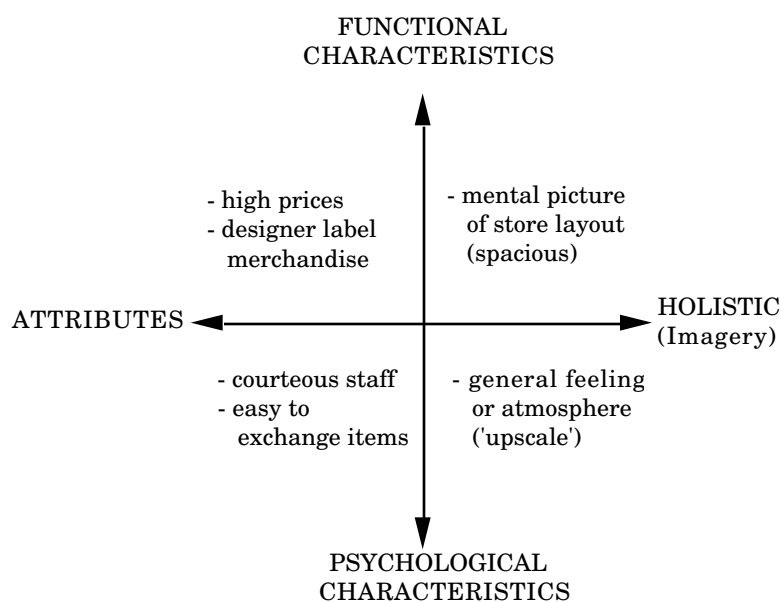 FUNCTIONAL
CHARACTERISTICS
- high prices
- designer label
merchandise
- mental picture
of store layout
(spacious)
ATTRIBUTES
HOLISTIC
(Imagery)
- courteous staff
- easy to
exchange items
- general feeling
or atmosphere
('upscale')
PSYCHOLOGICAL
CHARACTERISTICS